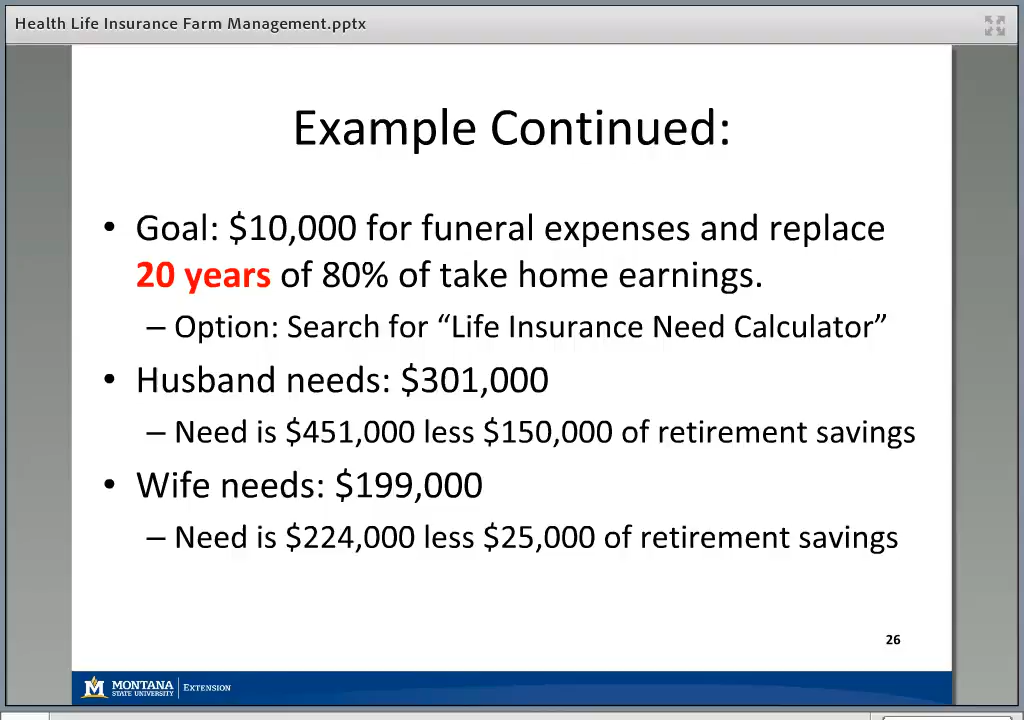 Health Life Insurance Farm Management.pptx
Example Continued:
• Goal: $10,000 for funeral expenses and replace
20 years of 80% of take home earnings.
– Option: Search for “Life Insurance Need Calculator”
• Husband needs: $301,000
– Need is $451,000 less $150,000 of retirement savings
• Wife needs: $199,000
– Need is $224,000 less $25,000 of retirement savings
26
M MONTANA
STATE UNIVERSITY
EXTENSION